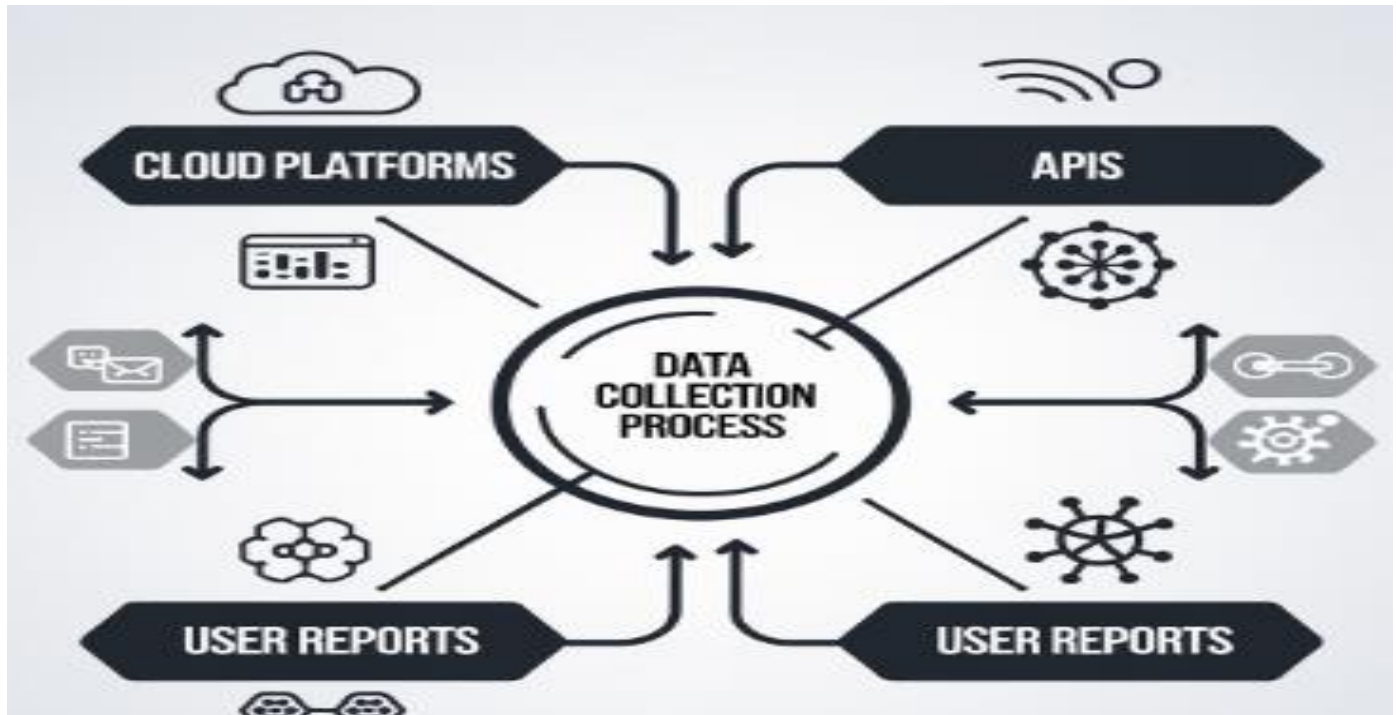 CLOUD PLATFORMS
APIS
DATA
COLLECTION
PROCESS
USER REPORTS
USER REPORTS